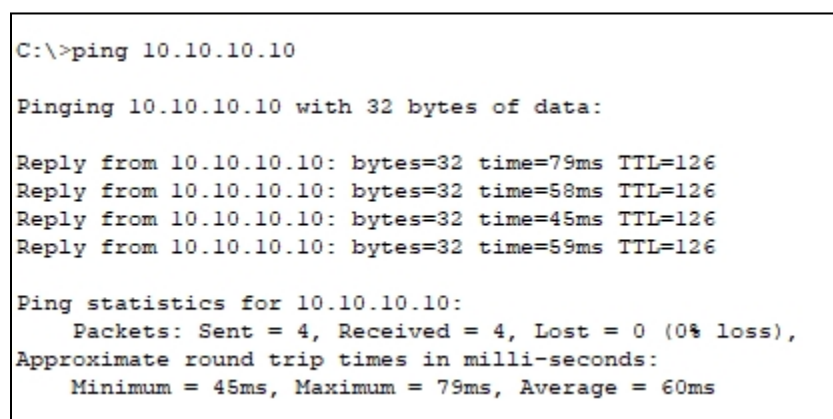 C:\>ping 10.10.10.10
Pinging 10.10.10.10 with 32 bytes of data:
Reply from 10.10.10.10: bytes=32 time=79ms TTL=126
Reply from 10.10.10.10: bytes=32 time=58ms TTL=126
Reply from 10.10.10.10: bytes=32 time=45ms TTL=126
Reply from 10.10.10.10: bytes=32 time=59ms TTL=126
Ping statistics for 10.10.10.10:
Packets: Sent = 4, Received = 4, Lost = 0 (0% loss),
Approximate round trip times in milli-seconds:
Minimum = 45ms, Maximum = 79ms, Average = 60ms